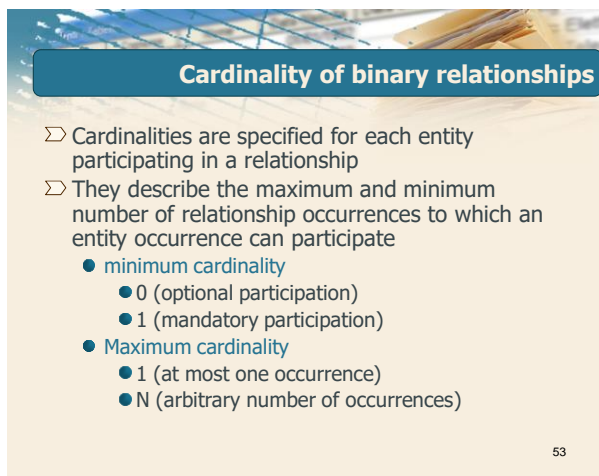 Cardinality of binary relationships
Cardinalities are specified for each entity
participating in a relationship
They describe the maximum and minimum
number of relationship occurrences to which an
entity occurrence can participate
minimum cardinality
0 (optional participation)
1 (mandatory participation)
Maximum cardinality
1 (at most one occurrence)
N (arbitrary number of occurrences)
53